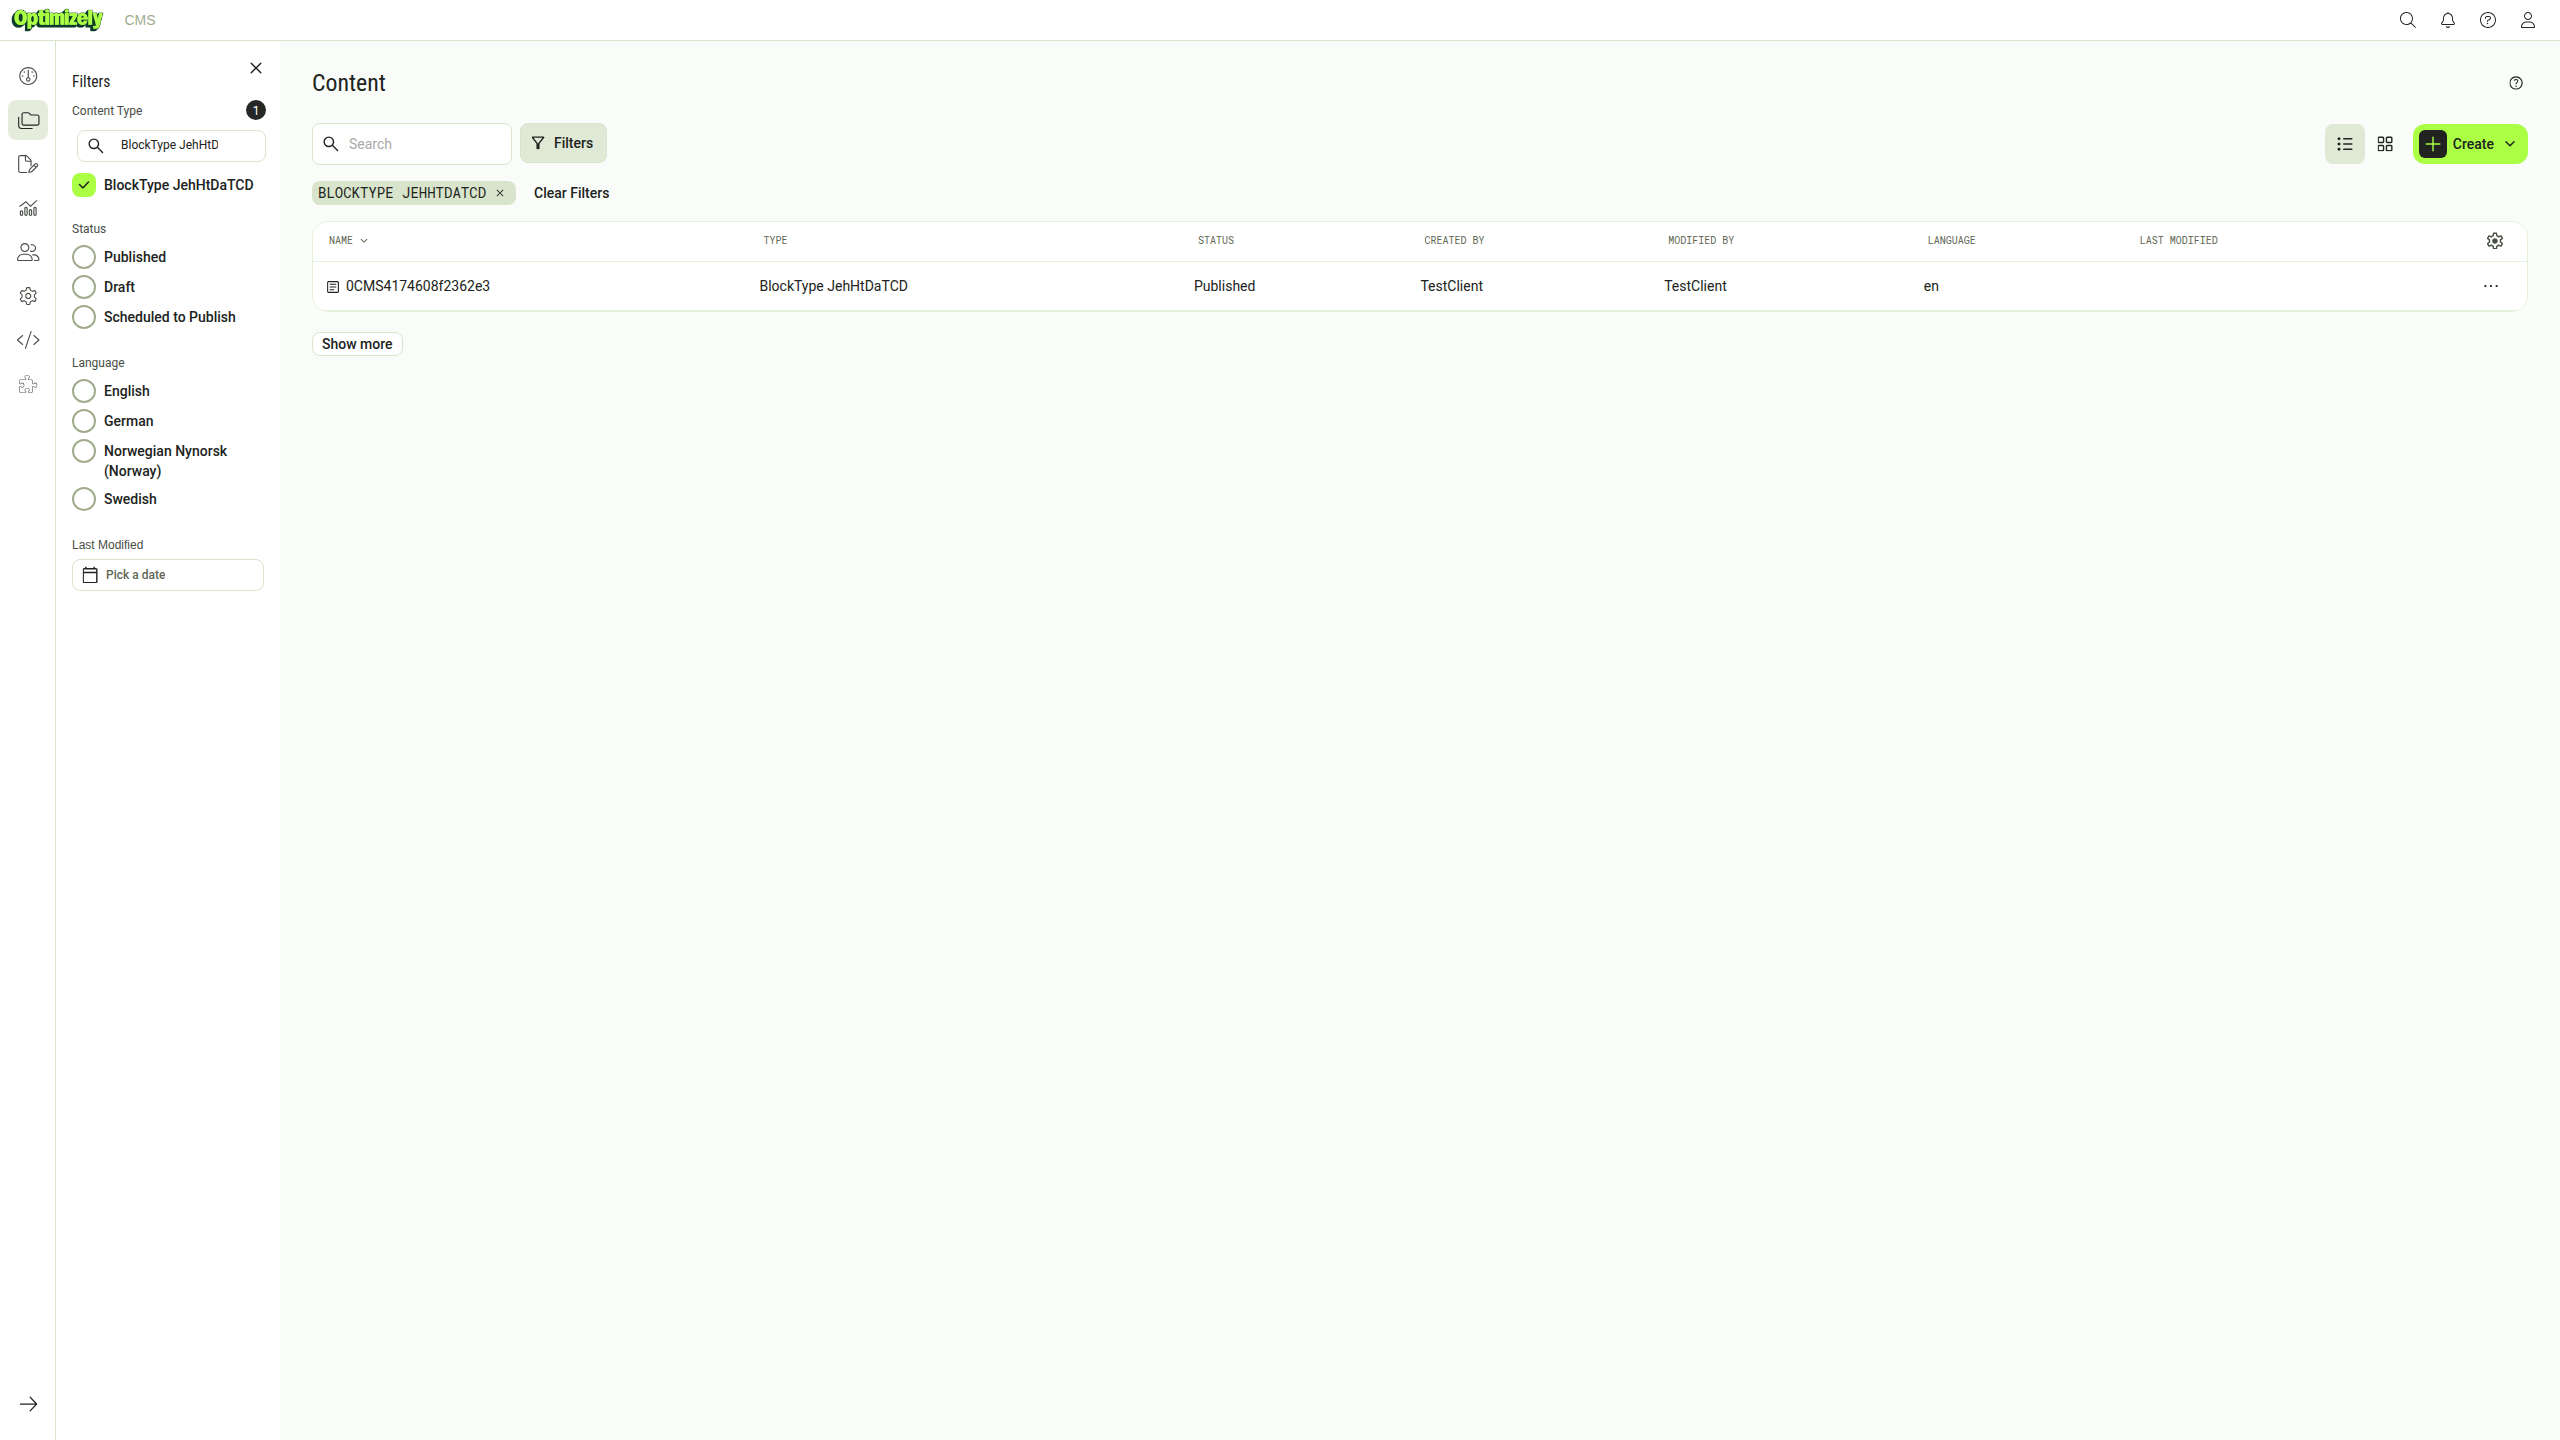 Optimizely CMS
Filters
Content Type 1
BlockType JehHtD
BlockType JehHtDaTCD
Status
Published
Draft
Scheduled to Publish
Language
English
German
Norwegian Nynorsk
(Norway)
Swedish
Last Modified
Pick a date
Content
Search Filters Create
BLOCKTYPE JEHHTDATCD Clear Filters
NAME TYPE STATUS CREATED BY MODIFIED BY LANGUAGE LAST MODIFIED
0CMS4174608f2362e3 BlockType JehHtDaTCD Published TestClient TestClient en
Show more